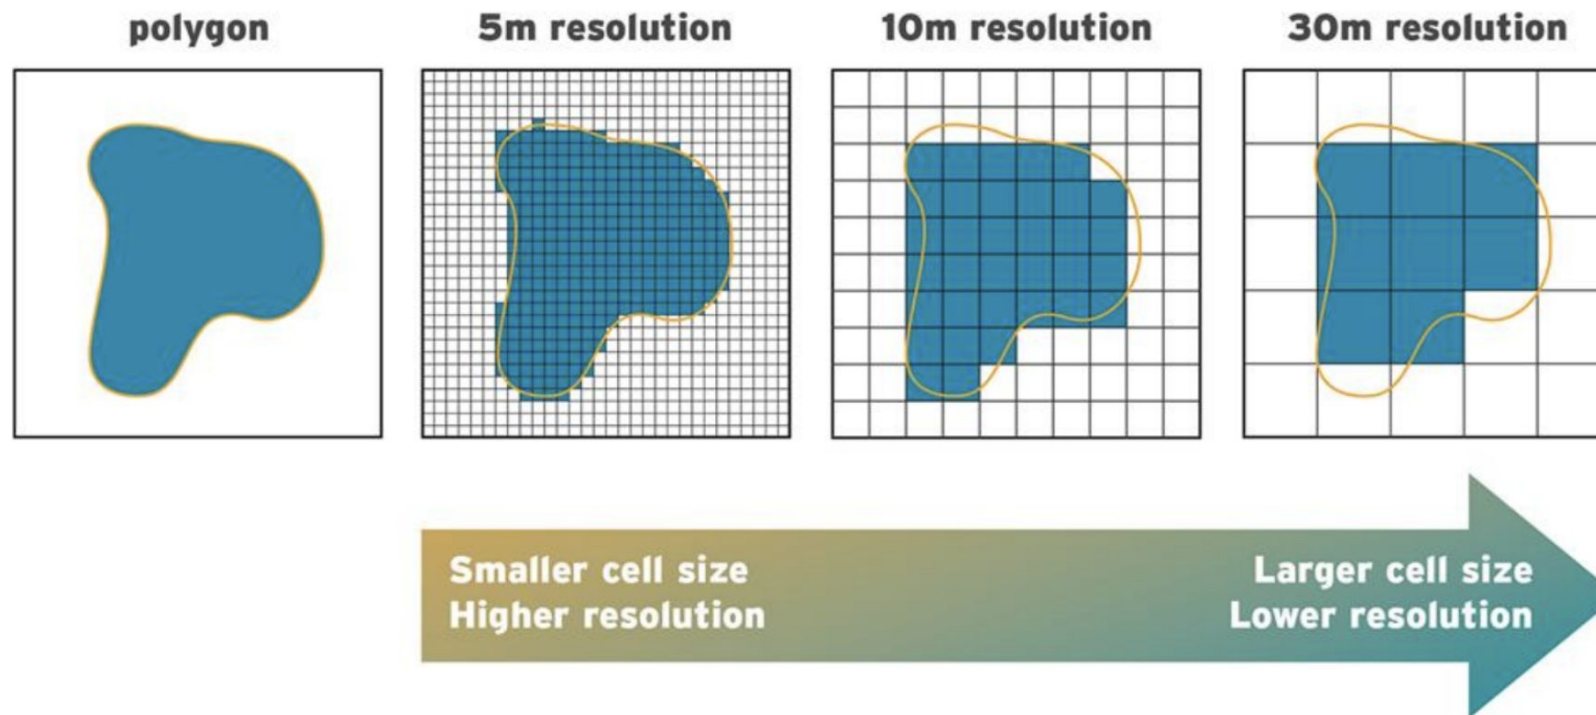 polygon
5m resolution
10m resolution
30m resolution
Smaller cell size
Higher resolution
Larger cell size
Lower resolution